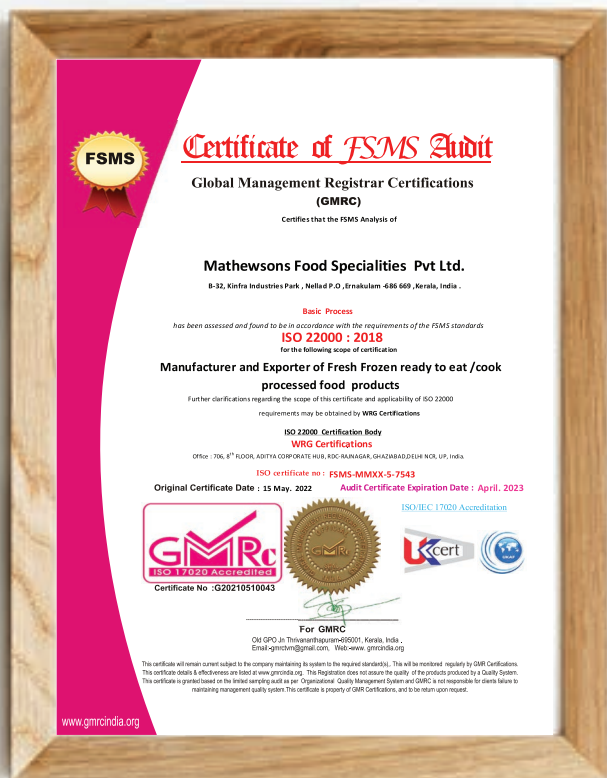 FSMS
Certificate of FSMS Audit
Global Management Registrar Certifications
(GMRC)
Certifies that the FSMS Analysis of
Mathewsons Food Specialities Pvt Ltd.
B-32, Kinfra Industries Park , Nellad P.O ,Ernakulam -686 669 ,Kerala, India .
Basic Process
has been assessed and found to be in accordance with the requirements of the FSMS standards
ISO 22000 : 2018
for the following scope of certification
Manufacturer and Exporter of Fresh Frozen ready to eat /cook
processed food products
Further clarifications regarding the scope of this certificate and applicability of ISO 22000
requirements may be obtained by WRG Certifications
ISO 22000 Certification Body
WRG Certifications
Office : 706, 8th FLOOR, ADITYA CORPORATE HUB, RDC-RAJNAGAR, GHAZIABAD,DELHI NCR, UP, India.
ISO certificate no : FSMS-MMXX-5-7543
Original Certificate Date : 15 May. 2022 Audit Certificate Expiration Date : April. 2023
ISO/IEC 17020 Accreditation
GMRc
ISO 17020 Accredited
GMRc
UKcert
Certificate No :G20210510043
For GMRC
Old GPO Jn Thrivananthapuram-695001, Kerala, India .
Email:-gmrctvm@gmail.com, Web:-www. gmrcindia.org
This certificate will remain current subject to the company maintaining its system to the required standard(s),. This will be monitored regularly by GMR Certifications.
This certificate details & effectiveness are listed at www.gmrcindia.org. This Registration does not assure the quality of the products produced by a Quality System.
This certificate is granted based on the limited sampling audit as per Organizational Quality Management System and GMRC is not responsible for clients failure to
maintaining management quality system.This certificate is property of GMR Certifications, and to be return upon request.
www.gmrcindia.org